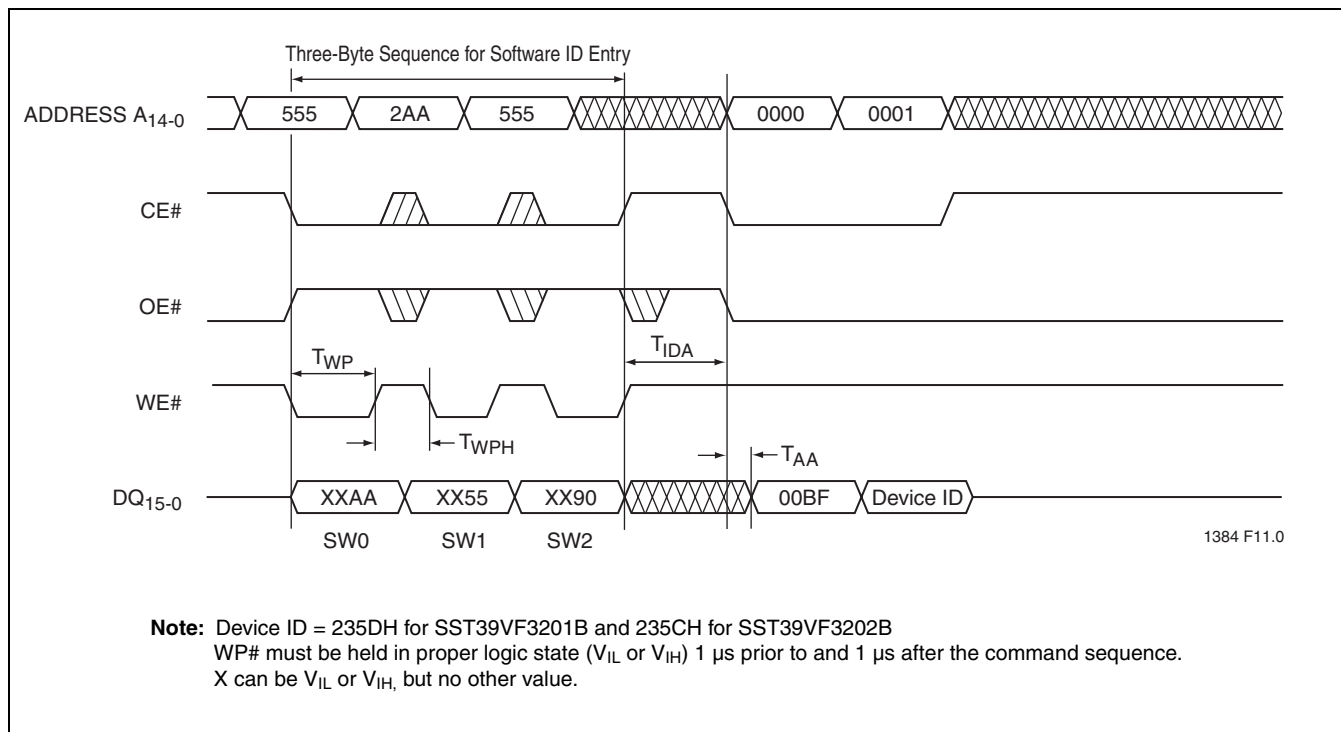 Three-Byte Sequence for Software ID Entry
ADDRESS A14-0
555 2AA 555 0000 0001
CE#
OE#
TWP
TIDA
WE#
TWPH
TAA
DQ15-0
XXAA XX55 XX90 00BF Device ID
SW0 SW1 SW2
1384 F11.0
Note: Device ID = 235DH for SST39VF3201B and 235CH for SST39VF3202B
WP# must be held in proper logic state (VIL or VIH) 1 µs prior to and 1 µs after the command sequence.
X can be VIL or VIH, but no other value.